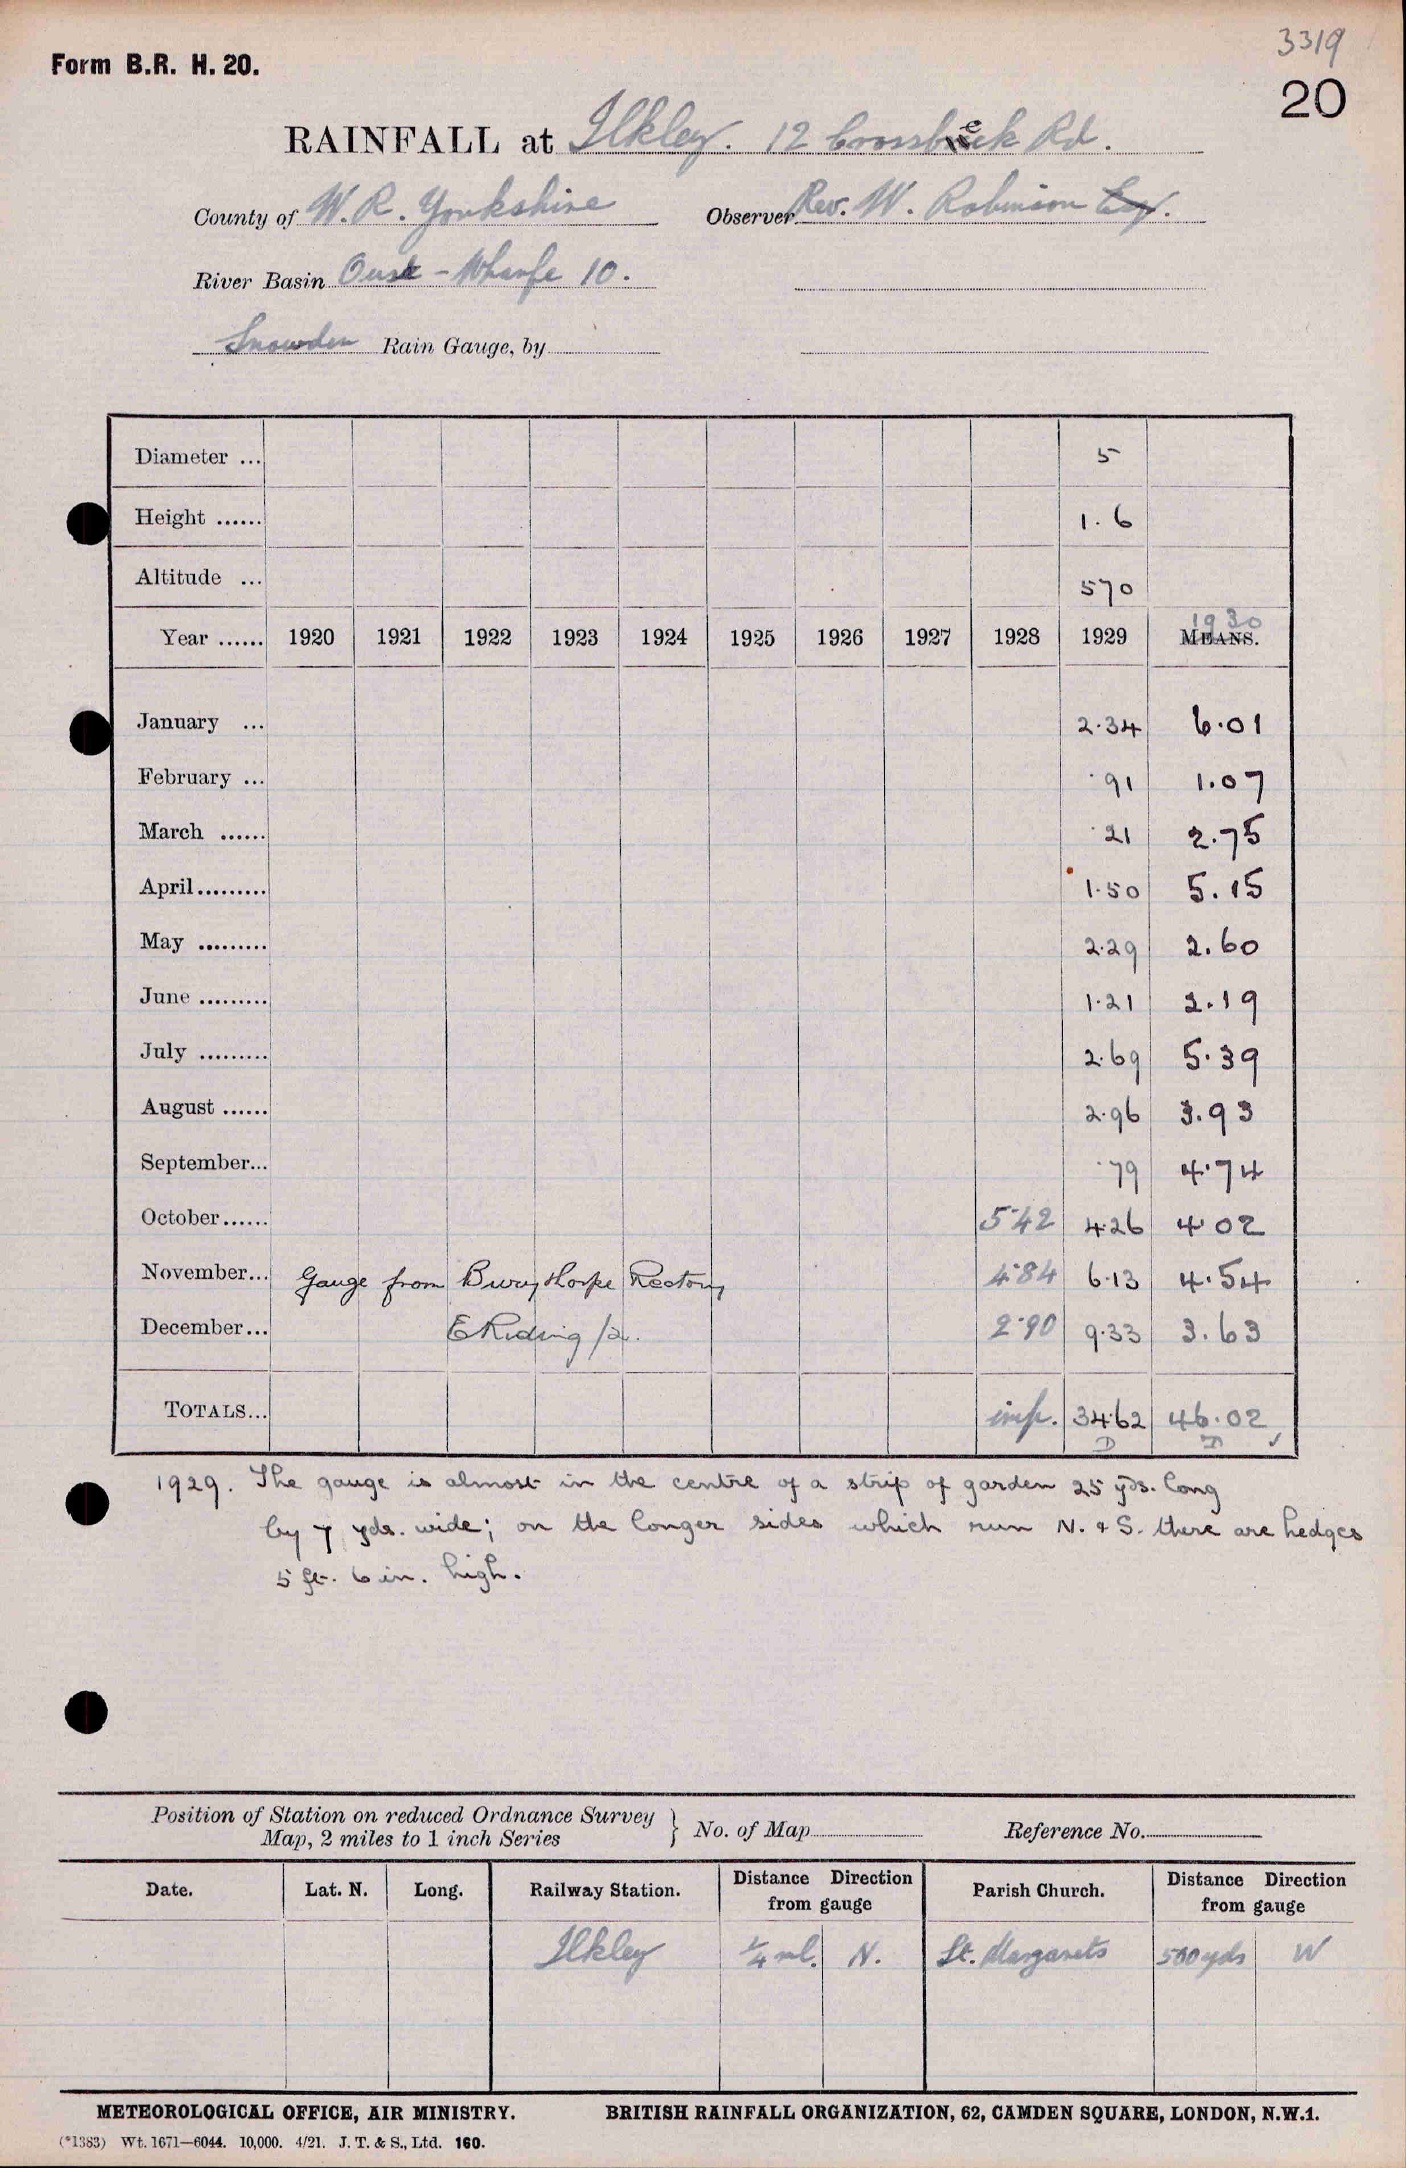 3319
Form B.R. H. 20.
20
RAINFALL at Ilkley. 12 Crossbeck Rd.
County of W. R. Yorkshire Observer Rev. W. Robinson Esq.
River Basin Ouse - Wharfe 10.
Snowden Rain Gauge, by
Diameter ... 5
Height ...... 1.6
Altitude ... 570
1930
Year ...... 1920 1921 1922 1923 1924 1925 1926 1927 1928 1929 MEANS.
January ... 2.34 6.01
February ... .91 1.07
March ...... .21 2.75
April ......... 1.50 5.15
May ......... 2.29 2.60
June ......... 1.21 2.19
July ......... 2.69 5.39
August ...... 2.96 3.93
September... .79 4.74
October...... 5.42 4.26 4.02
November... Gauge from Burythorpe Rectory 4.84 6.13 4.54
December... E Riding /2. 2.90 9.33 3.63
TOTALS... imp. 34.62 46.02 ✓
D D
1929. The gauge is almost in the centre of a strip of garden 25 yds. long
by 7 yds. wide; on the longer sides which run N. & S. there are hedges
5 ft. 6 in. high.
Position of Station on reduced Ordnance Survey
Map, 2 miles to 1 inch Series } No. of Map Reference No.
Date. Lat. N. Long. Railway Station. Distance Direction from gauge Parish Church. Distance Direction from gauge
Ilkley 1/4 ml. N. St. Margarets 500 yds W
METEOROLOGICAL OFFICE, AIR MINISTRY. BRITISH RAINFALL ORGANIZATION, 62, CAMDEN SQUARE, LONDON, N.W.1.
(*1383) Wt. 1671—6044. 10,000. 4/21. J. T. & S., Ltd. 160.